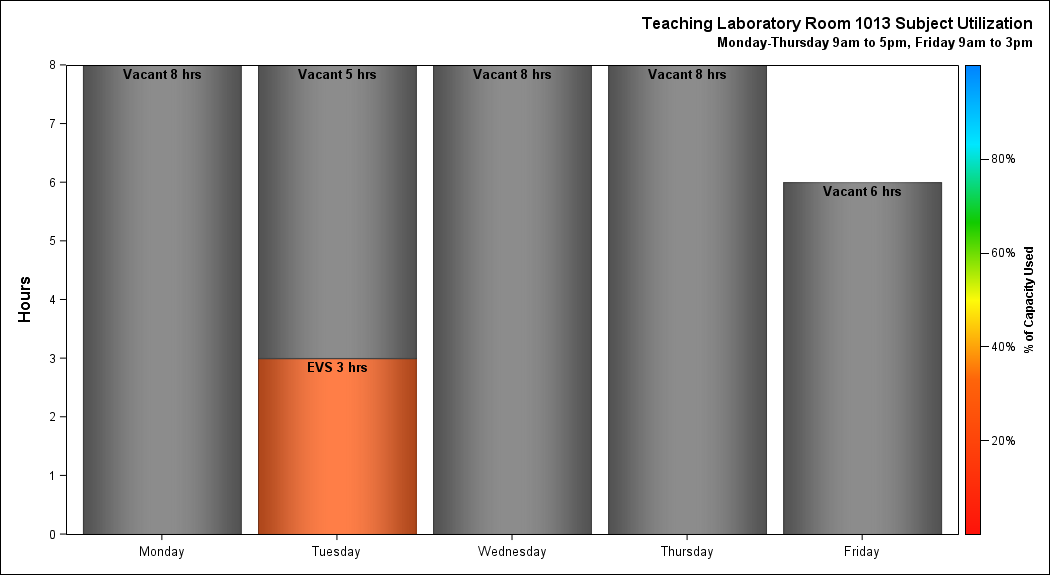 Teaching Laboratory Room 1013 Subject Utilization
Monday-Thursday 9am to 5pm, Friday 9am to 3pm
Hours
8
7
6
5
4
3
2
1
0
Vacant 8 hrs
Vacant 5 hrs
EVS 3 hrs
Vacant 8 hrs
Vacant 8 hrs
Vacant 6 hrs
Monday
Tuesday
Wednesday
Thursday
Friday
80%
60%
40%
20%
% of Capacity Used